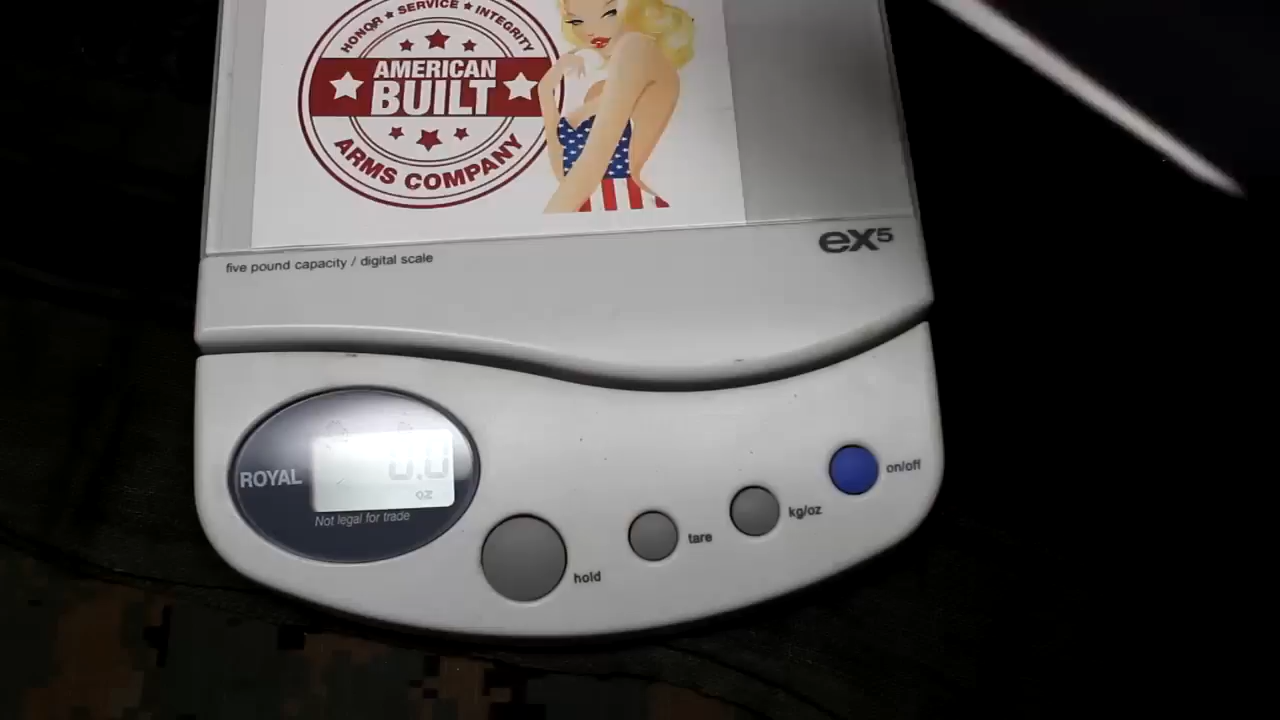 HONOR ★ SERVICE ★ INTEGRITY
AMERICAN
BUILT
ARMS COMPANY
five pound capacity / digital scale
ex5
ROYAL
0.0
oz
Not legal for trade
hold
tare
kg/oz
on/off